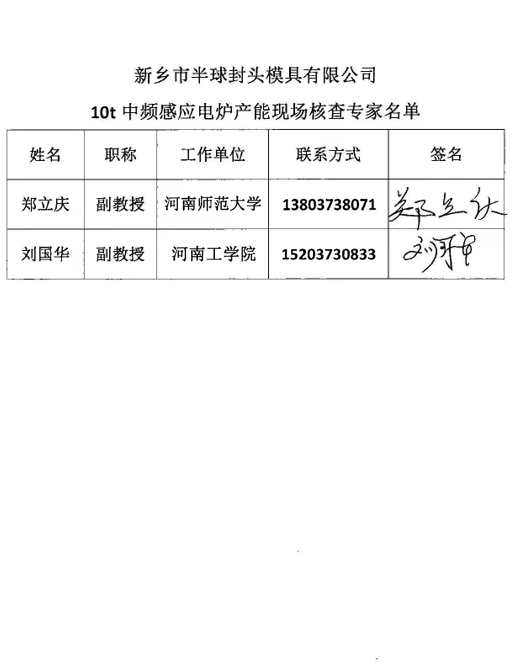 新乡市半球封头模具有限公司
10t 中频感应电炉产能现场核查专家名单
姓名 职称 工作单位 联系方式 签名
郑立庆 副教授 河南师范大学 13803738071 郑立庆
刘国华 副教授 河南工学院 15203730833 刘国华